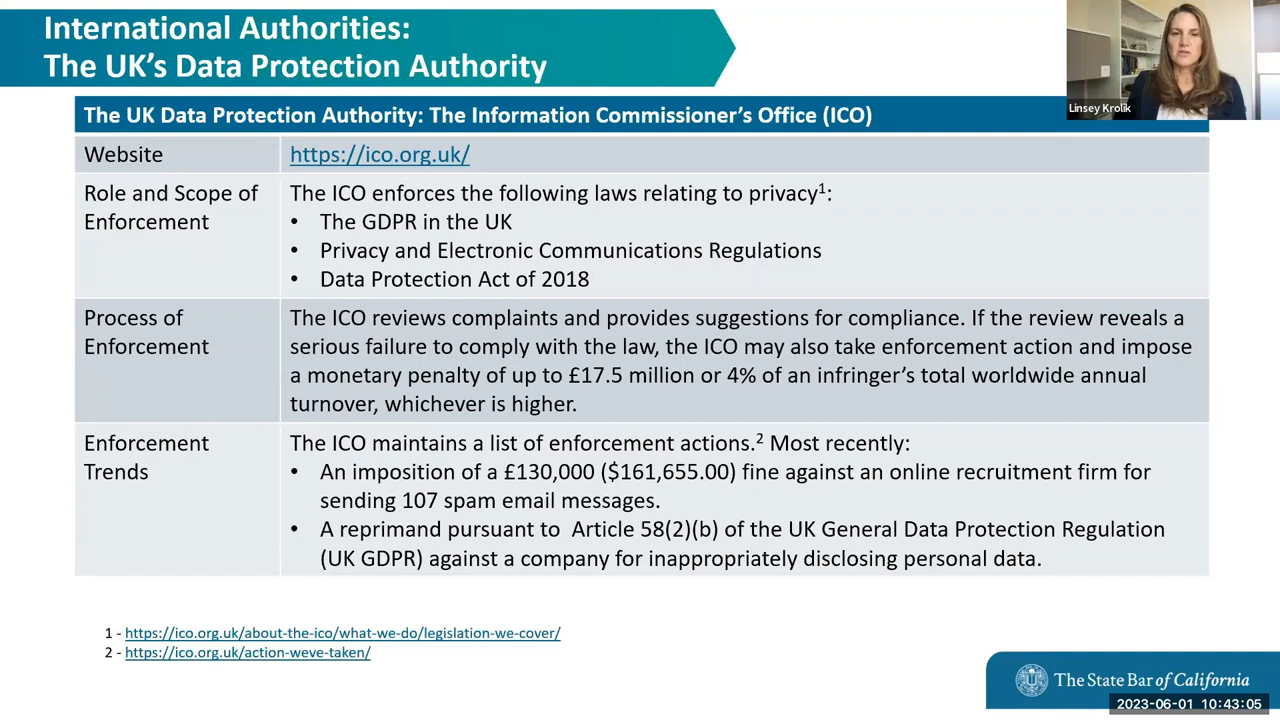 International Authorities:
The UK's Data Protection Authority
Linsey Krolik
The UK Data Protection Authority: The Information Commissioner's Office (ICO)
Website
https://ico.org.uk/
Role and Scope of
Enforcement
The ICO enforces the following laws relating to privacy¹:
• The GDPR in the UK
• Privacy and Electronic Communications Regulations
• Data Protection Act of 2018
Process of
Enforcement
The ICO reviews complaints and provides suggestions for compliance. If the review reveals a
serious failure to comply with the law, the ICO may also take enforcement action and impose
a monetary penalty of up to £17.5 million or 4% of an infringer's total worldwide annual
turnover, whichever is higher.
Enforcement
Trends
The ICO maintains a list of enforcement actions.² Most recently:
• An imposition of a £130,000 ($161,655.00) fine against an online recruitment firm for
sending 107 spam email messages.
• A reprimand pursuant to Article 58(2)(b) of the UK General Data Protection Regulation
(UK GDPR) against a company for inappropriately disclosing personal data.
1 - https://ico.org.uk/about-the-ico/what-we-do/legislation-we-cover/
2 - https://ico.org.uk/action-weve-taken/
The State Bar of California
2023-06-01 10:43:05